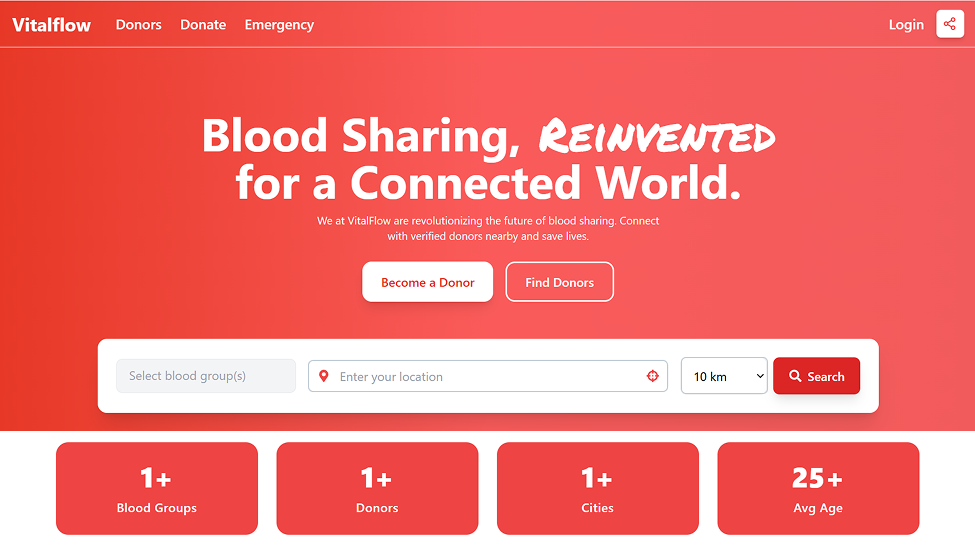 Vitalflow Donors Donate Emergency Login
Blood Sharing, Reinvented
for a Connected World.
We at VitalFlow are revolutionizing the future of blood sharing. Connect
with verified donors nearby and save lives.
Become a Donor Find Donors
Select blood group(s) Enter your location 10 km Search
1+ 1+ 1+ 25+
Blood Groups Donors Cities Avg Age